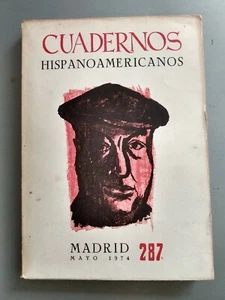 CUADERNOS
HISPANOAMERICANOS
MADRID
MAYO 1974
287